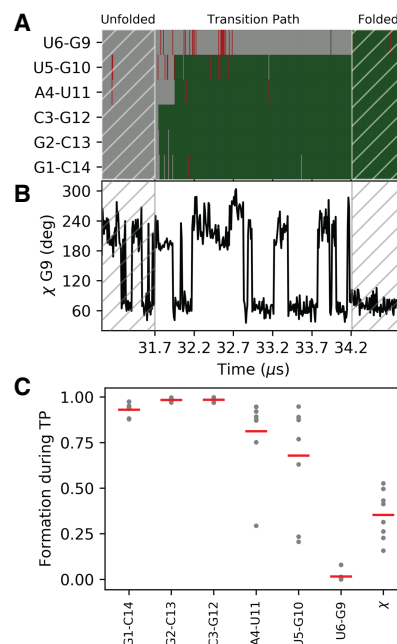 A
Unfolded Transition Path Folded
U6-G9
U5-G10
A4-U11
C3-G12
G2-C13
G1-C14
B
χ G9 (deg)
300
240
180
120
60
31.7 32.2 32.7 33.2 33.7 34.2
Time (μs)
C
Formation during TP
1.00
0.75
0.50
0.25
0.00
G1-C14 G2-C13 C3-G12 A4-U11 U5-G10 U6-G9 χ